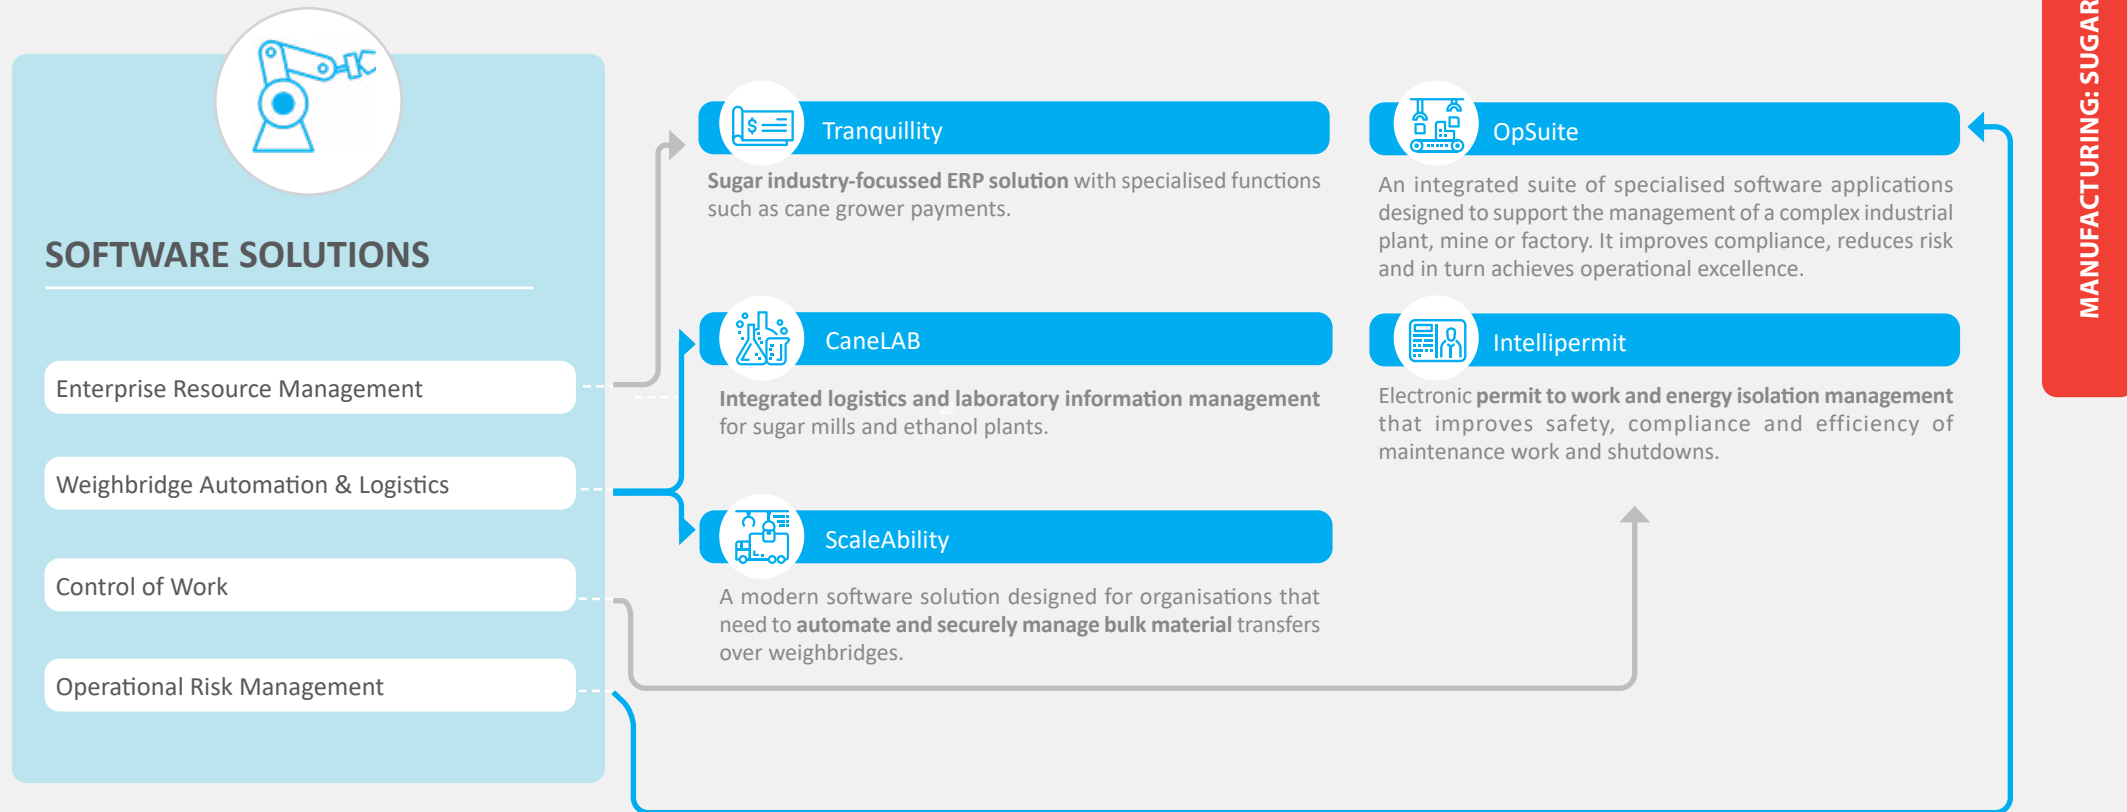 SOFTWARE SOLUTIONS
Enterprise Resource Management
Weighbridge Automation & Logistics
Control of Work
Operational Risk Management
Tranquillity
Sugar industry-focussed ERP solution with specialised functions
such as cane grower payments.
CaneLAB
Integrated logistics and laboratory information management
for sugar mills and ethanol plants.
ScaleAbility
A modern software solution designed for organisations that
need to automate and securely manage bulk material transfers
over weighbridges.
OpSuite
An integrated suite of specialised software applications
designed to support the management of a complex industrial
plant, mine or factory. It improves compliance, reduces risk
and in turn achieves operational excellence.
Intellipermit
Electronic permit to work and energy isolation management
that improves safety, compliance and efficiency of
maintenance work and shutdowns.
MANUFACTURING: SUGAR